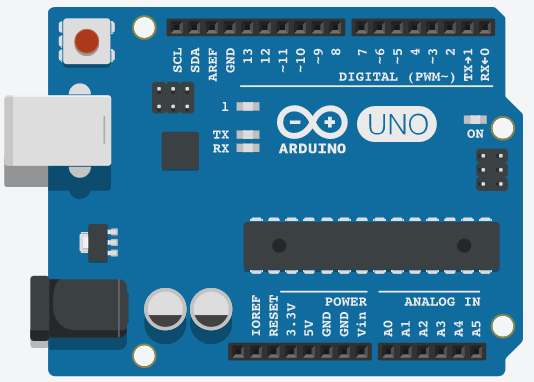 SCL
SDA
AREF
GND
13
12
~11
~10
~9
8
7
~6
~5
4
~3
2
TX→1
RX←0
DIGITAL (PWM~)
1
TX
RX
ARDUINO
UNO
ON
IOREF
RESET
3.3V
5V
GND
GND
Vin
POWER
ANALOG IN
A0
A1
A2
A3
A4
A5